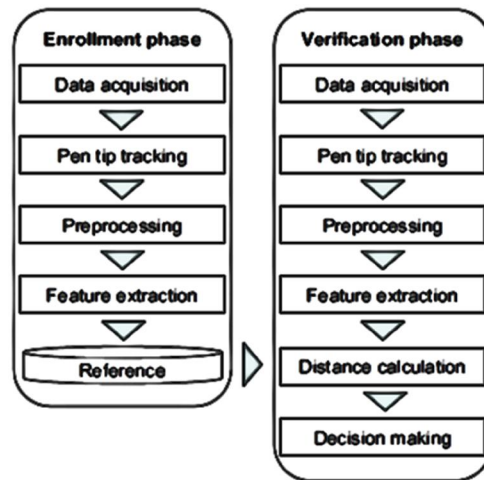 Enrollment phase
Data acquisition
Pen tip tracking
Preprocessing
Feature extraction
Reference
Verification phase
Data acquisition
Pen tip tracking
Preprocessing
Feature extraction
Distance calculation
Decision making